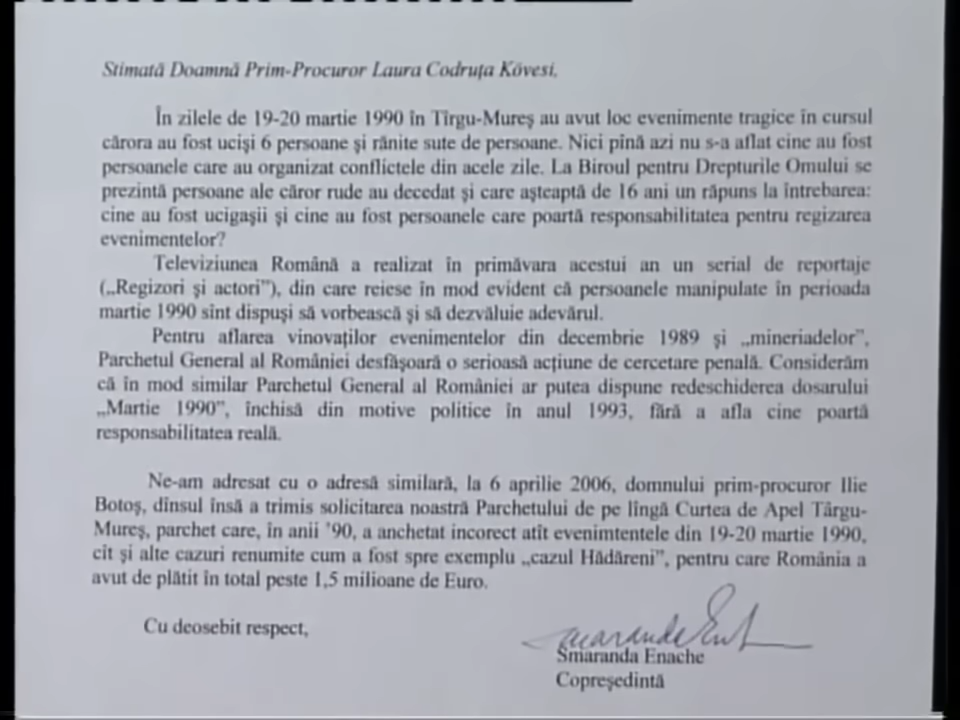 Stimată Doamnă Prim-Procuror Laura Codruţa Kövesi,
În zilele de 19-20 martie 1990 în Tîrgu-Mureş au avut loc evenimente tragice în cursul
cărora au fost ucişi 6 persoane şi rănite sute de persoane. Nici pînă azi nu s-a aflat cine au fost
persoanele care au organizat conflictele din acele zile. La Biroul pentru Drepturile Omului se
prezintă persoane ale căror rude au decedat şi care aşteaptă de 16 ani un răpuns la întrebarea:
cine au fost ucigaşii şi cine au fost persoanele care poartă responsabilitatea pentru regizarea
evenimentelor?
Televiziunea Română a realizat în primăvara acestui an un serial de reportaje
(„Regizori şi actori”), din care reiese în mod evident că persoanele manipulate în perioada
martie 1990 sînt dispuşi să vorbească şi să dezvăluie adevărul.
Pentru aflarea vinovaţilor evenimentelor din decembrie 1989 şi „mineriadelor”,
Parchetul General al României desfăşoară o serioasă acţiune de cercetare penală. Considerăm
că în mod similar Parchetul General al României ar putea dispune redeschiderea dosarului
„Martie 1990”, închisă din motive politice în anul 1993, fără a afla cine poartă
responsabilitatea reală.
Ne-am adresat cu o adresă similară, la 6 aprilie 2006, domnului prim-procuror Ilie
Botoş, dînsul însă a trimis solicitarea noastră Parchetului de pe lîngă Curtea de Apel Târgu-
Mureş, parchet care, în anii ’90, a anchetat incorect atît evenimtentele din 19-20 martie 1990,
cît şi alte cazuri renumite cum a fost spre exemplu „cazul Hădăreni”, pentru care România a
avut de plătit în total peste 1,5 milioane de Euro.
Cu deosebit respect,
Smaranda Enache
Copreşedintă